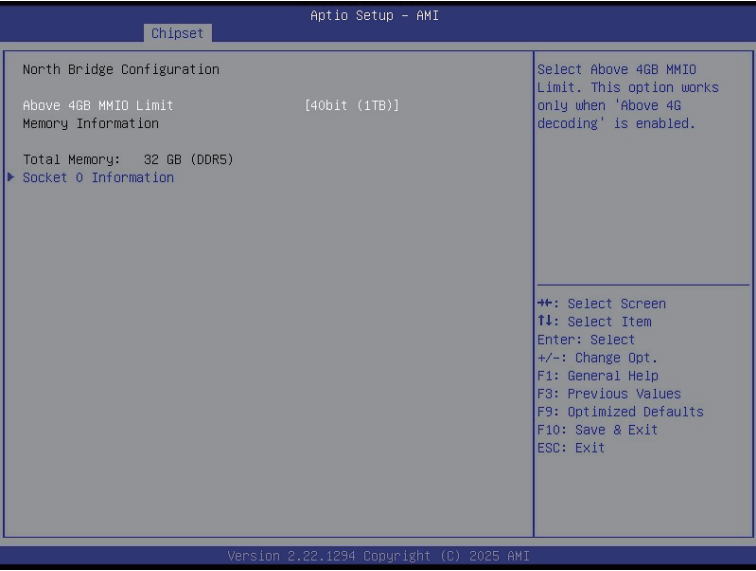 Aptio Setup – AMI
Chipset
North Bridge Configuration
Above 4GB MMIO Limit [40bit (1TB)]
Memory Information
Total Memory: 32 GB (DDR5)
Socket 0 Information
Select Above 4GB MMIO
Limit. This option works
only when 'Above 4G
decoding' is enabled.
→←: Select Screen
↑↓: Select Item
Enter: Select
+/-: Change Opt.
F1: General Help
F3: Previous Values
F9: Optimized Defaults
F10: Save & Exit
ESC: Exit
Version 2.22.1294 Copyright (C) 2025 AMI